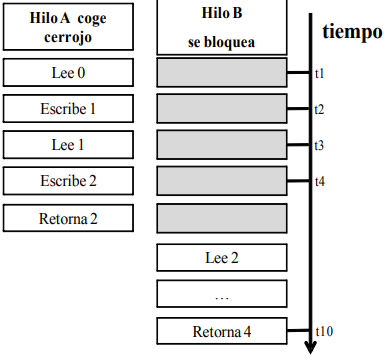 Hilo A coge
cerrojo
Hilo B
se bloquea
tiempo
Lee 0
t1
Escribe 1
t2
Lee 1
t3
Escribe 2
t4
Retorna 2
Lee 2
...
Retorna 4
t10